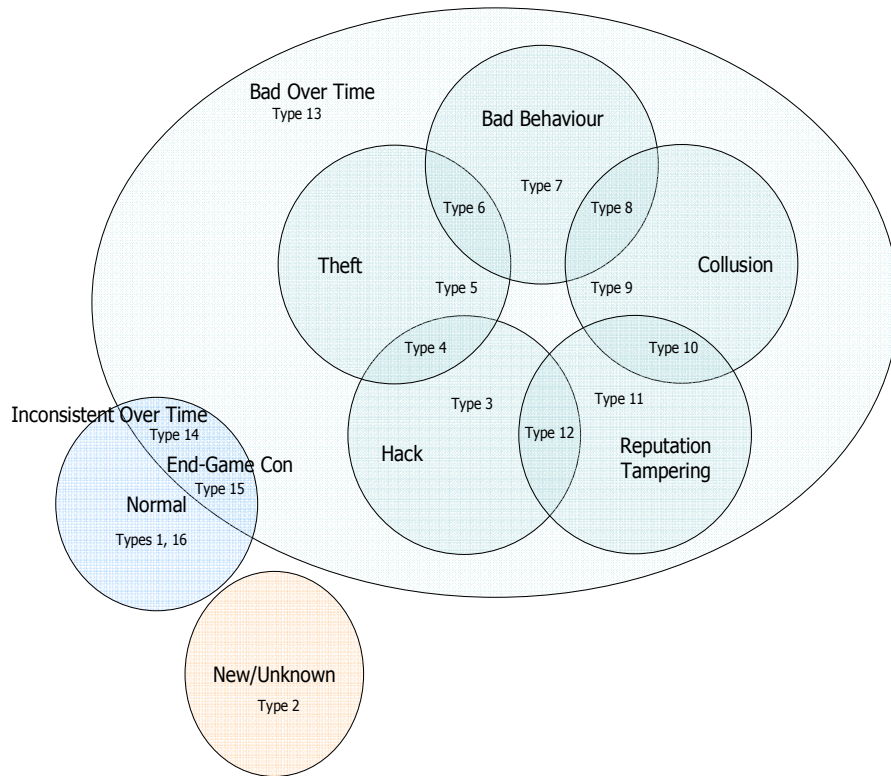 Bad Over Time
Type 13
Bad Behaviour
Type 7
Type 6
Type 8
Theft
Collusion
Type 5
Type 9
Type 4
Type 10
Type 3
Type 11
Type 12
Hack
Reputation
Tampering
Inconsistent Over Time
Type 14
End-Game Con
Type 15
Normal
Types 1, 16
New/Unknown
Type 2